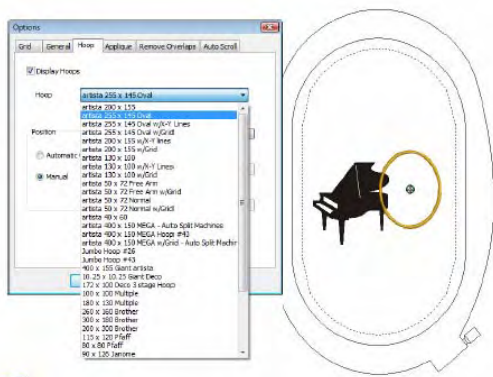 Options
Grid General Hoop Applique Remove Overlaps Auto Scroll
Display Hoops
Hoop artista 255 x 145 Oval
artista 200 x 155
artista 255 x 145 Oval
artista 255 x 145 Oval w/X-Y Lines
artista 255 x 145 Oval w/Grid
artista 200 x 155 w/X-Y lines
artista 200 x 155 w/Grid
artista 130 x 100
artista 130 x 100 w/X-Y Lines
artista 130 x 100 w/Grid
artista 50 x 72 Free Arm
artista 50 x 72 Free Arm w/Grid
artista 50 x 72 Normal
artista 50 x 72 Normal w/Grid
artista 40 x 60
artista 400 x 150 MEGA - Auto Split Machines
artista 400 x 150 MEGA Hoop #43
artista 400 x 150 MEGA w/Grid - Auto Split Machin
Jumbo Hoop #26
Jumbo Hoop #43
400 x 155 Giant artista
10.25 x 10.25 Giant Deco
172 x 100 Deco 3 stage Hoop
100 x 100 Multiple
180 x 130 Multiple
260 x 160 Brother
300 x 180 Brother
200 x 300 Brother
115 x 120 Pfaff
80 x 80 Pfaff
90 x 126 Janome
Position
Automatic
Manual